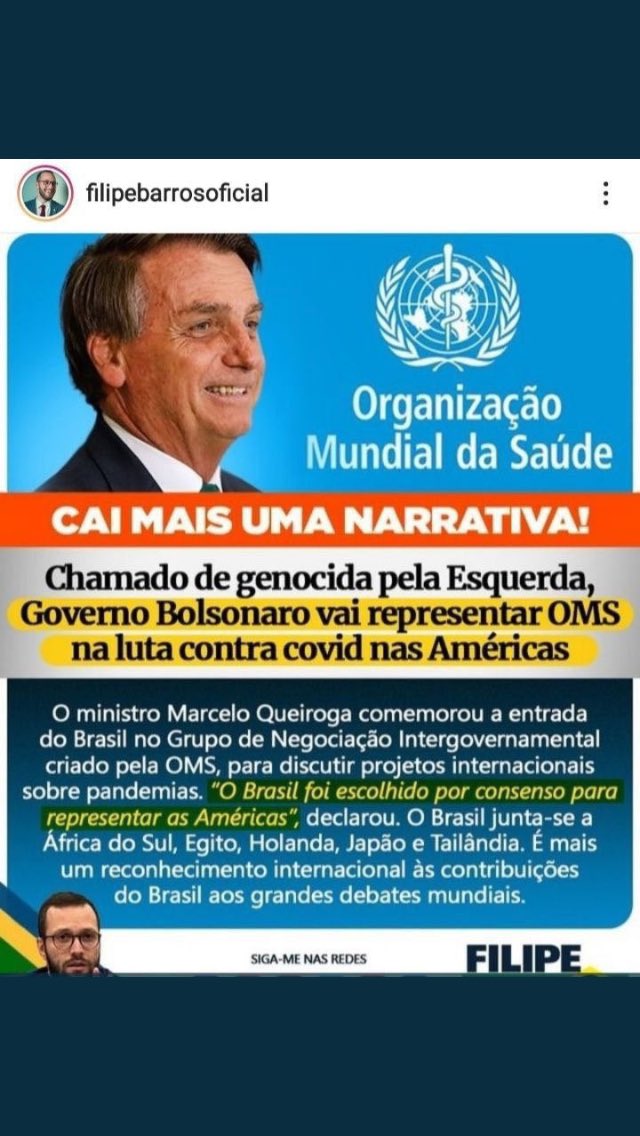 filipebarrosoficial
Organização
Mundial da Saúde
CAI MAIS UMA NARRATIVA!
Chamado de genocida pela Esquerda,
Governo Bolsonaro vai representar OMS
na luta contra covid nas Américas
O ministro Marcelo Queiroga comemorou a entrada
do Brasil no Grupo de Negociação Intergovernamental
criado pela OMS, para discutir projetos internacionais
sobre pandemias. "O Brasil foi escolhido por consenso para
representar as Américas", declarou. O Brasil junta-se a
África do Sul, Egito, Holanda, Japão e Tailândia. É mais
um reconhecimento internacional às contribuições
do Brasil aos grandes debates mundiais.
SIGA-ME NAS REDES
FILIPE